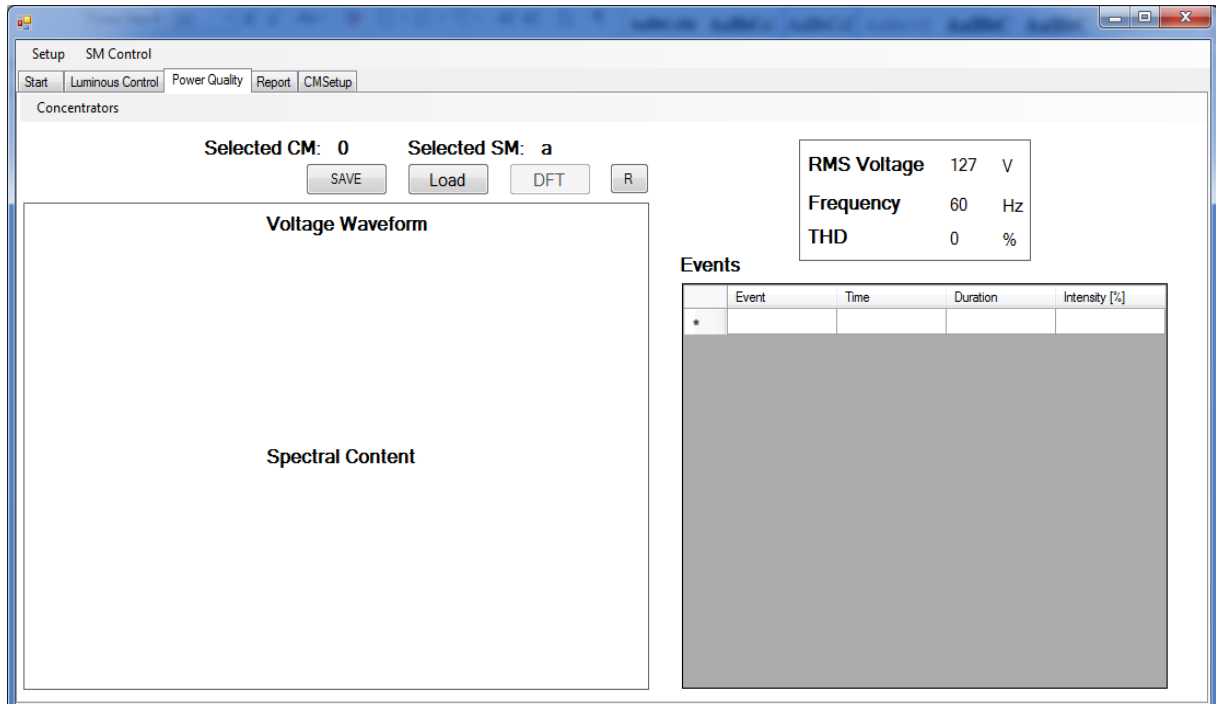 Setup SM Control
Start Luminous Control Power Quality Report CMSetup
Concentrators
Selected CM: 0 Selected SM: a
SAVE Load DFT R
RMS Voltage 127 V
Frequency 60 Hz
THD 0 %
Voltage Waveform
Spectral Content
Events
Event Time Duration Intensity [%]
*